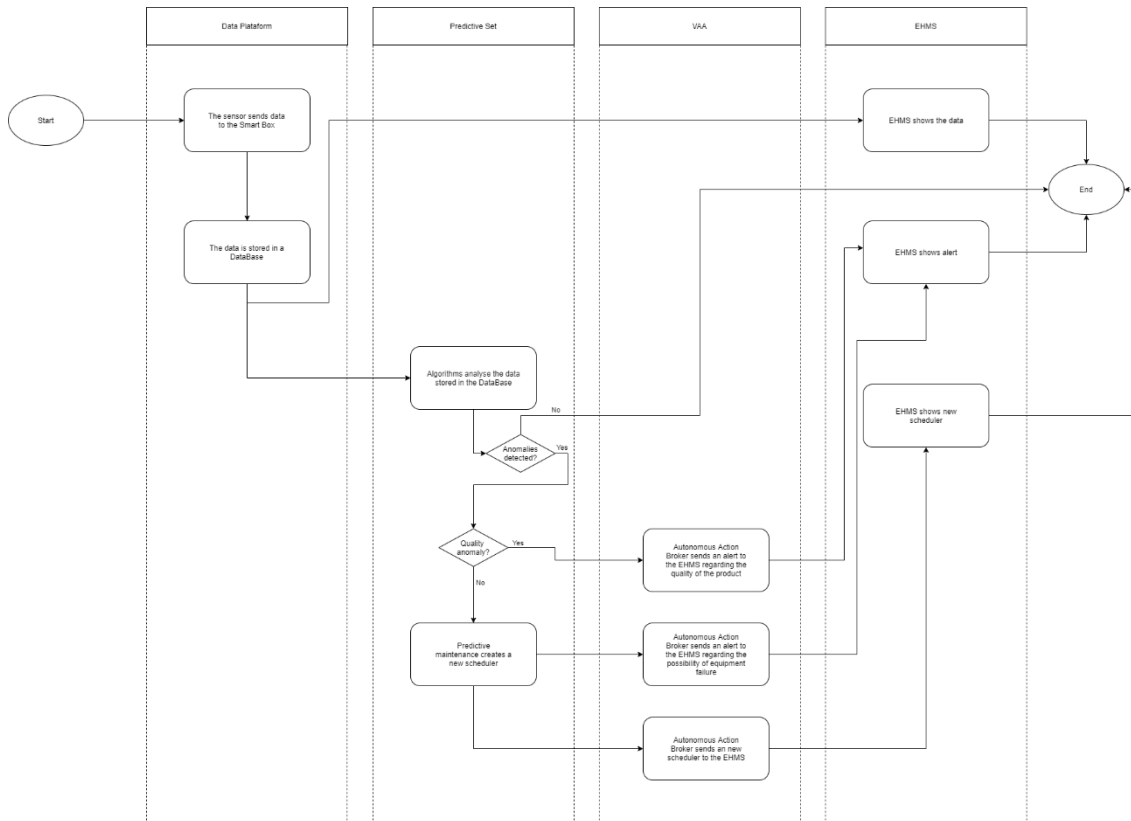 Data Plataform
Predictive Set
VAA
EHMS
Start
The sensor sends data
to the Smart Box
EHMS shows the data
End
The data is stored in a
DataBase
EHMS shows alert
Algorithms analyse the data
stored in the DataBase
No
EHMS shows new
scheduler
Anomalies
detected?
Yes
Quality
anomaly?
Yes
Autonomous Action
Broker sends an alert to
the EHMS regarding the
quality of the product
No
Predictive
maintenance creates a
new scheduler
Autonomous Action
Broker sends an alert to
the EHMS regarding the
possibility of equipment
failure
Autonomous Action
Broker sends an new
scheduler to the EHMS